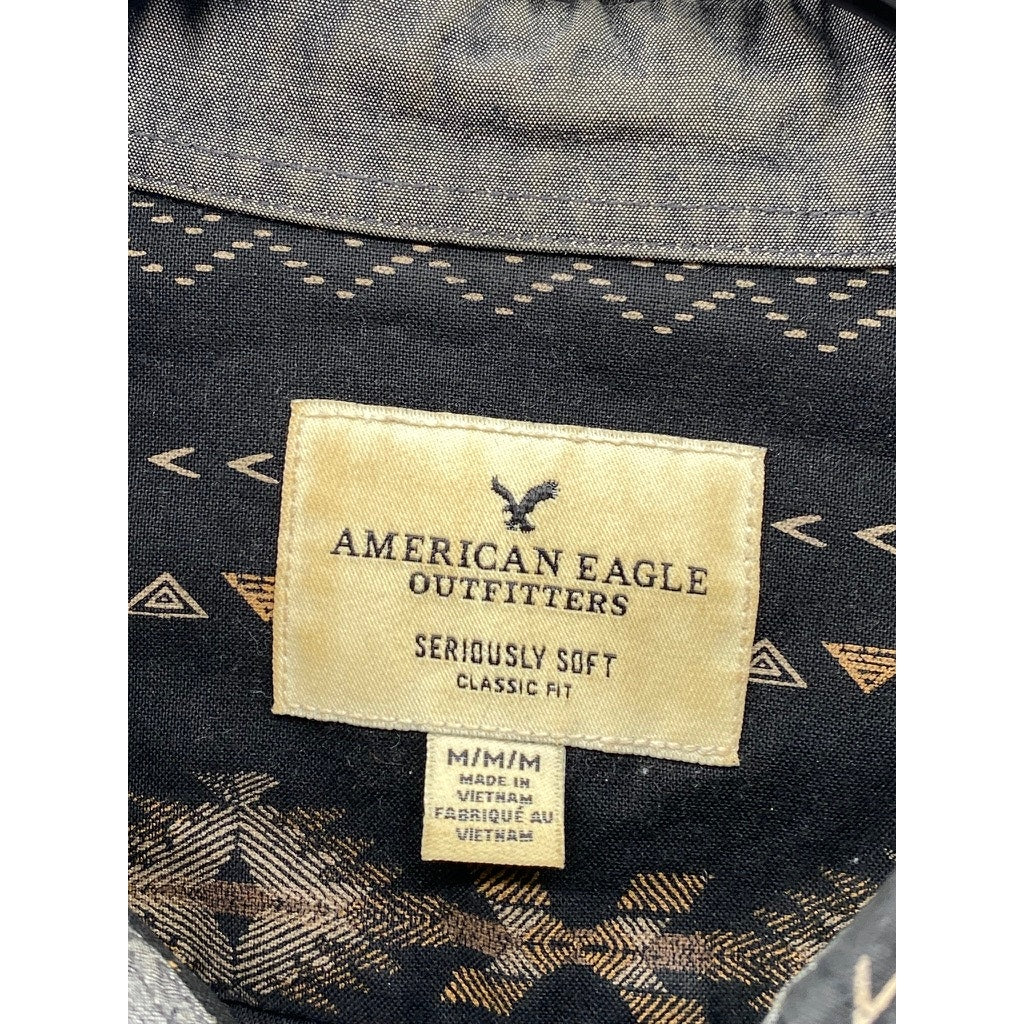 AMERICAN EAGLE
OUTFITTERS
SERIOUSLY SOFT
CLASSIC FIT
M/M/M
MADE IN
VIETNAM
FABRIQUÉ AU
VIETNAM